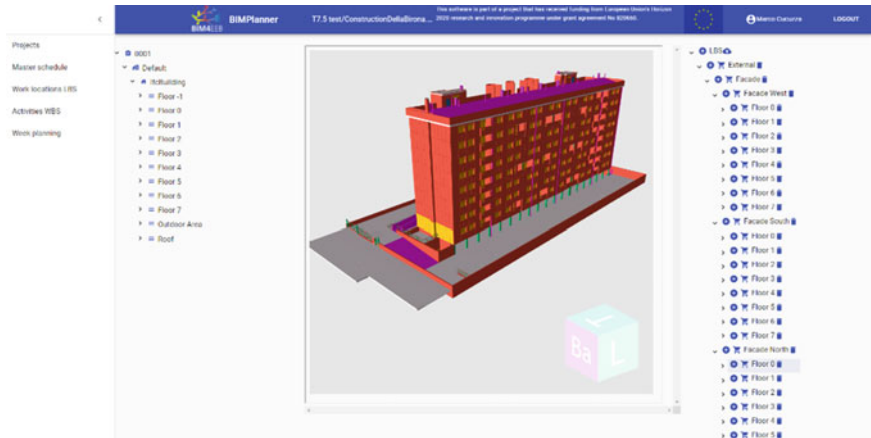 BIM4EEB
BIMPlanner
T7.5 test/ConstructionDellaBirona ...
This software is part of a project that has received funding from European Union's Horizon
2020 research and innovation programme under grant agreement No 820660.
LOGOUT
Projects
Master schedule
Work locations LBS
Activities WBS
Week planning
0001
Default
IfcBuilding
Floor -1
Floor 0
Floor 1
Floor 2
Floor 3
Floor 4
Floor 5
Floor 6
Floor 7
Outdoor Area
Roof
Ba L T
LBS
External
Facade
Facade West
Floor 0
Floor 1
Floor 2
Floor 3
Floor 4
Floor 5
Floor 6
Floor 7
Facade South
Floor 0
Floor 1
Floor 2
Floor 3
Floor 4
Floor 5
Floor 6
Floor 7
Facade North
Floor 0
Floor 1
Floor 2
Floor 3
Floor 4
Floor 5